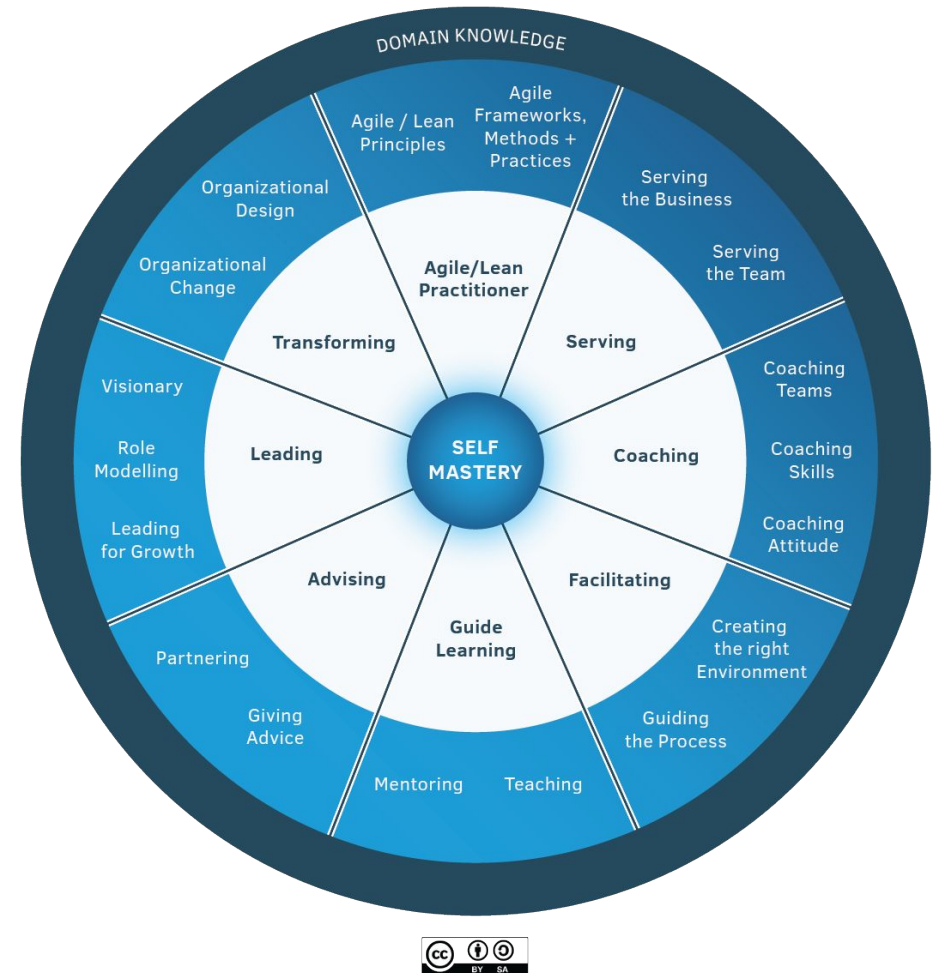 DOMAIN KNOWLEDGE
Agile / Lean
Principles
Agile
Frameworks,
Methods +
Practices
Serving
the Business
Serving
the Team
Coaching
Teams
Coaching
Skills
Coaching
Attitude
Creating
the right
Environment
Guiding
the Process
Teaching
Mentoring
Giving
Advice
Partnering
Leading
for Growth
Role
Modelling
Visionary
Organizational
Change
Organizational
Design
Agile/Lean
Practitioner
Serving
Coaching
Facilitating
Guide
Learning
Advising
Leading
Transforming
SELF
MASTERY
cc
BY SA